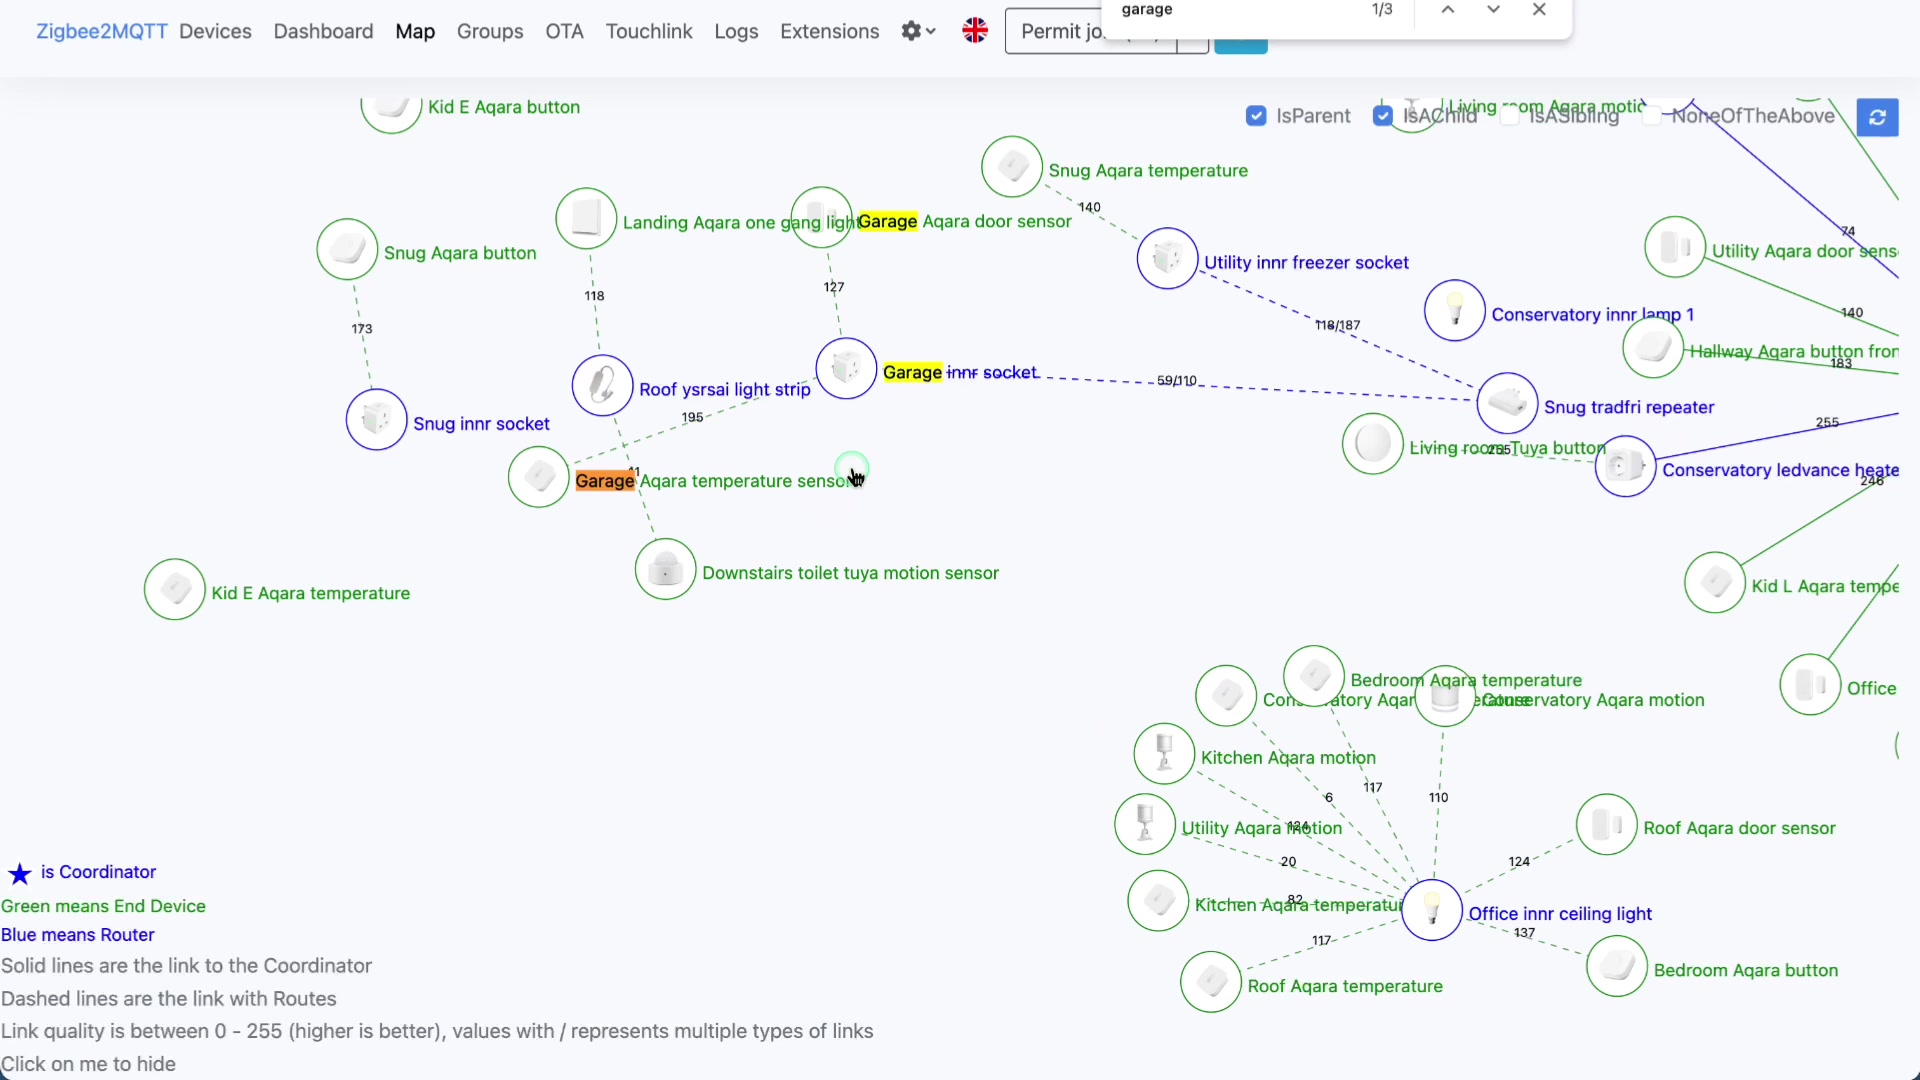 Zigbee2MQTT Devices Dashboard Map Groups OTA Touchlink Logs Extensions Permit jo
garage 1/3
Kid E Aqara button
Living room Aqara motio
IsParent IsAChild IsASibling NoneOfTheAbove
Snug Aqara temperature
140
Landing Aqara one gang light
Garage Aqara door sensor
Snug Aqara button
74
Utility Aqara door sens
Utility innr freezer socket
127
118
140
Conservatory innr lamp 1
118/187
173
Hallway Aqara button fron
183
Garage innr socket
59/110
Roof ysrsai light strip
Snug tradfri repeater
195
Snug innr socket
255
Living room Tuya button
255
Conservatory ledvance heate
41
Garage Aqara temperature sensor
246
Downstairs toilet tuya motion sensor
Kid E Aqara temperature
Kid L Aqara tempe
Bedroom Aqara temperature
Office
Conservatory Aqara motion
Kitchen Aqara motion
117
6
110
Utility Aqara motion
124
Roof Aqara door sensor
20
124
82
Kitchen Aqara temperatur
Office innr ceiling light
137
117
Bedroom Aqara button
Roof Aqara temperature
is Coordinator
Green means End Device
Blue means Router
Solid lines are the link to the Coordinator
Dashed lines are the link with Routes
Link quality is between 0 - 255 (higher is better), values with / represents multiple types of links
Click on me to hide